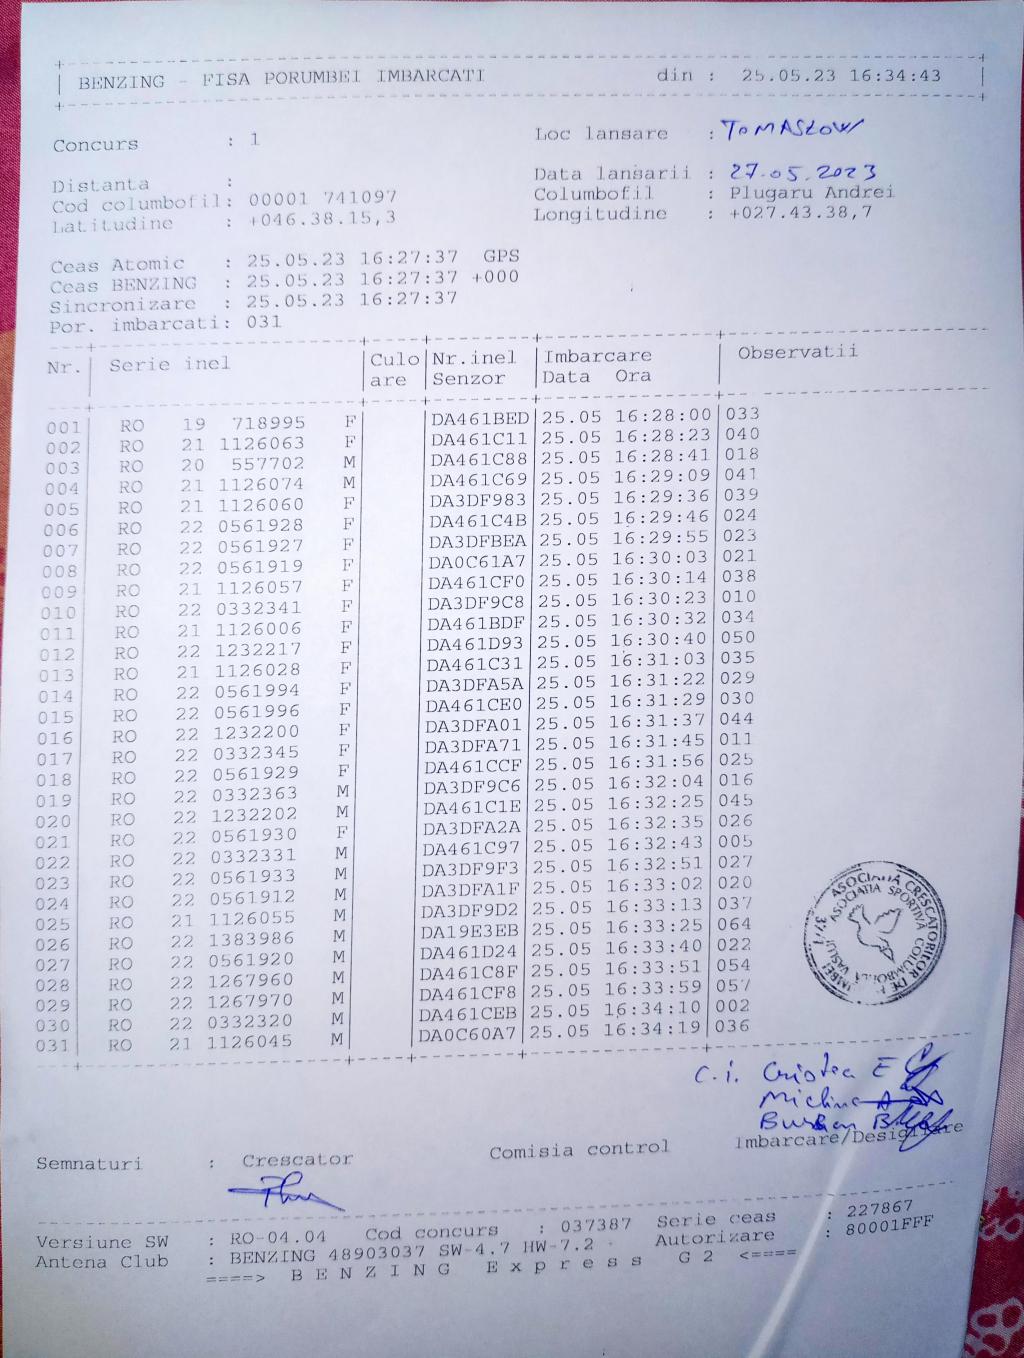 BENZING - FISA PORUMBEI IMBARCATI din : 25.05.23 16:34:43
Concurs : 1 Loc lansare : TOMASŁOW
Distanta : Data lansarii : 27.05.2023
Cod columbofil: 00001 741097 Columbofil : Plugaru Andrei
Latitudine : +046.38.15,3 Longitudine : +027.43.38,7
Ceas Atomic : 25.05.23 16:27:37 GPS
Ceas BENZING : 25.05.23 16:27:37 +000
Sincronizare : 25.05.23 16:27:37
Por. imbarcati: 031
Nr. Serie inel Culo Nr.inel Imbarcare Observatii
are Senzor Data Ora
001 RO 19 718995 F DA461BED 25.05 16:28:00 033
002 RO 21 1126063 F DA461C11 25.05 16:28:23 040
003 RO 20 557702 M DA461C88 25.05 16:28:41 018
004 RO 21 1126074 M DA461C69 25.05 16:29:09 041
005 RO 21 1126060 F DA3DF983 25.05 16:29:36 039
006 RO 22 0561928 F DA461C4B 25.05 16:29:46 024
007 RO 22 0561927 F DA3DFBEA 25.05 16:29:55 023
008 RO 22 0561919 F DA0C61A7 25.05 16:30:03 021
009 RO 21 1126057 F DA461CF0 25.05 16:30:14 038
010 RO 22 0332341 F DA3DF9C8 25.05 16:30:23 010
011 RO 21 1126006 F DA461BDF 25.05 16:30:32 034
012 RO 22 1232217 F DA461D93 25.05 16:30:40 050
013 RO 21 1126028 F DA461C31 25.05 16:31:03 035
014 RO 22 0561994 F DA3DFA5A 25.05 16:31:22 029
015 RO 22 0561996 F DA461CE0 25.05 16:31:29 030
016 RO 22 1232200 F DA3DFA01 25.05 16:31:37 044
017 RO 22 0332345 F DA3DFA71 25.05 16:31:45 011
018 RO 22 0561929 F DA461CCF 25.05 16:31:56 025
019 RO 22 0332363 M DA3DF9C6 25.05 16:32:04 016
020 RO 22 1232202 M DA461C1E 25.05 16:32:25 045
021 RO 22 0561930 F DA3DFA2A 25.05 16:32:35 026
022 RO 22 0332331 M DA461C97 25.05 16:32:43 005
023 RO 22 0561933 M DA3DF9F3 25.05 16:32:51 027
024 RO 22 0561912 M DA3DFA1F 25.05 16:33:02 020
025 RO 21 1126055 M DA3DF9D2 25.05 16:33:13 037
026 RO 22 1383986 M DA19E3EB 25.05 16:33:25 064
027 RO 22 0561920 M DA461D24 25.05 16:33:40 022
028 RO 22 1267960 M DA461C8F 25.05 16:33:51 054
029 RO 22 1267970 M DA461CF8 25.05 16:33:59 057
030 RO 22 0332320 M DA461CEB 25.05 16:34:10 002
031 RO 21 1126045 M DA0C60A7 25.05 16:34:19 036
C.i. Cristea E
Semnaturi : Crescator Comisia control Imbarcare/Desigilare
Versiune SW : RO-04.04 Cod concurs : 037387 Serie ceas : 227867
Antena Club : BENZING 48903037 SW-4.7 HW-7.2 Autorizare : 80001FFF
====> B E N Z I N G E x p r e s s G 2 <====